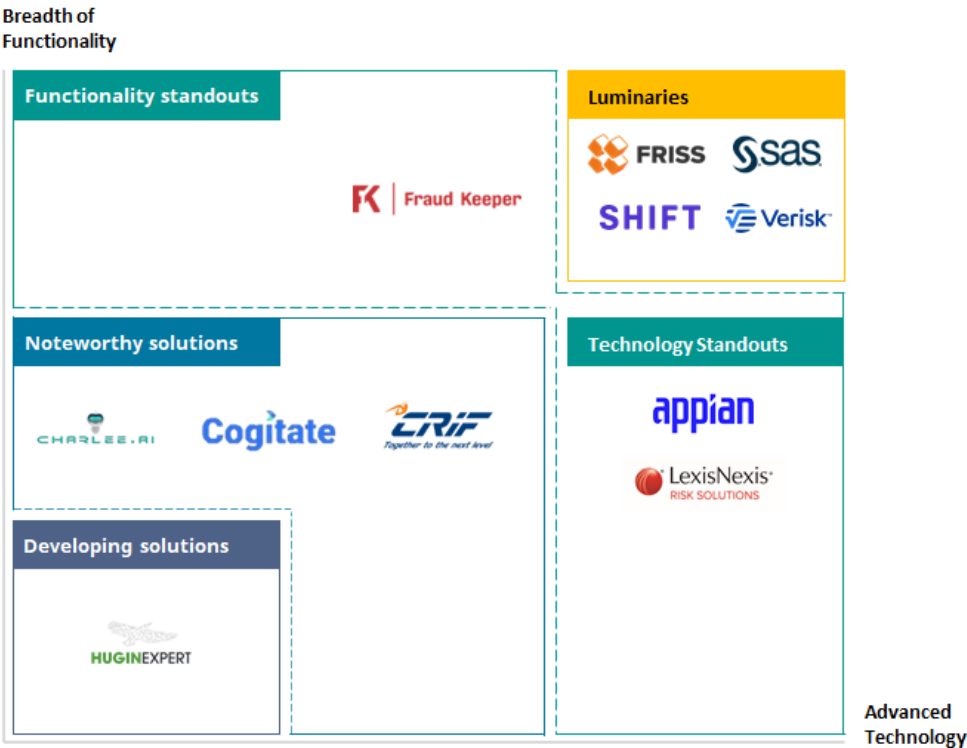 Breadth of
Functionality
Functionality standouts
Luminaries
FRISS
sas
FK Fraud Keeper
SHIFT
Verisk
Noteworthy solutions
Technology Standouts
CHARLEE.AI
Cogitate
CRIF
Together to the next level
appian
LexisNexis
RISK SOLUTIONS
Developing solutions
HUGINEXPERT
Advanced
Technology